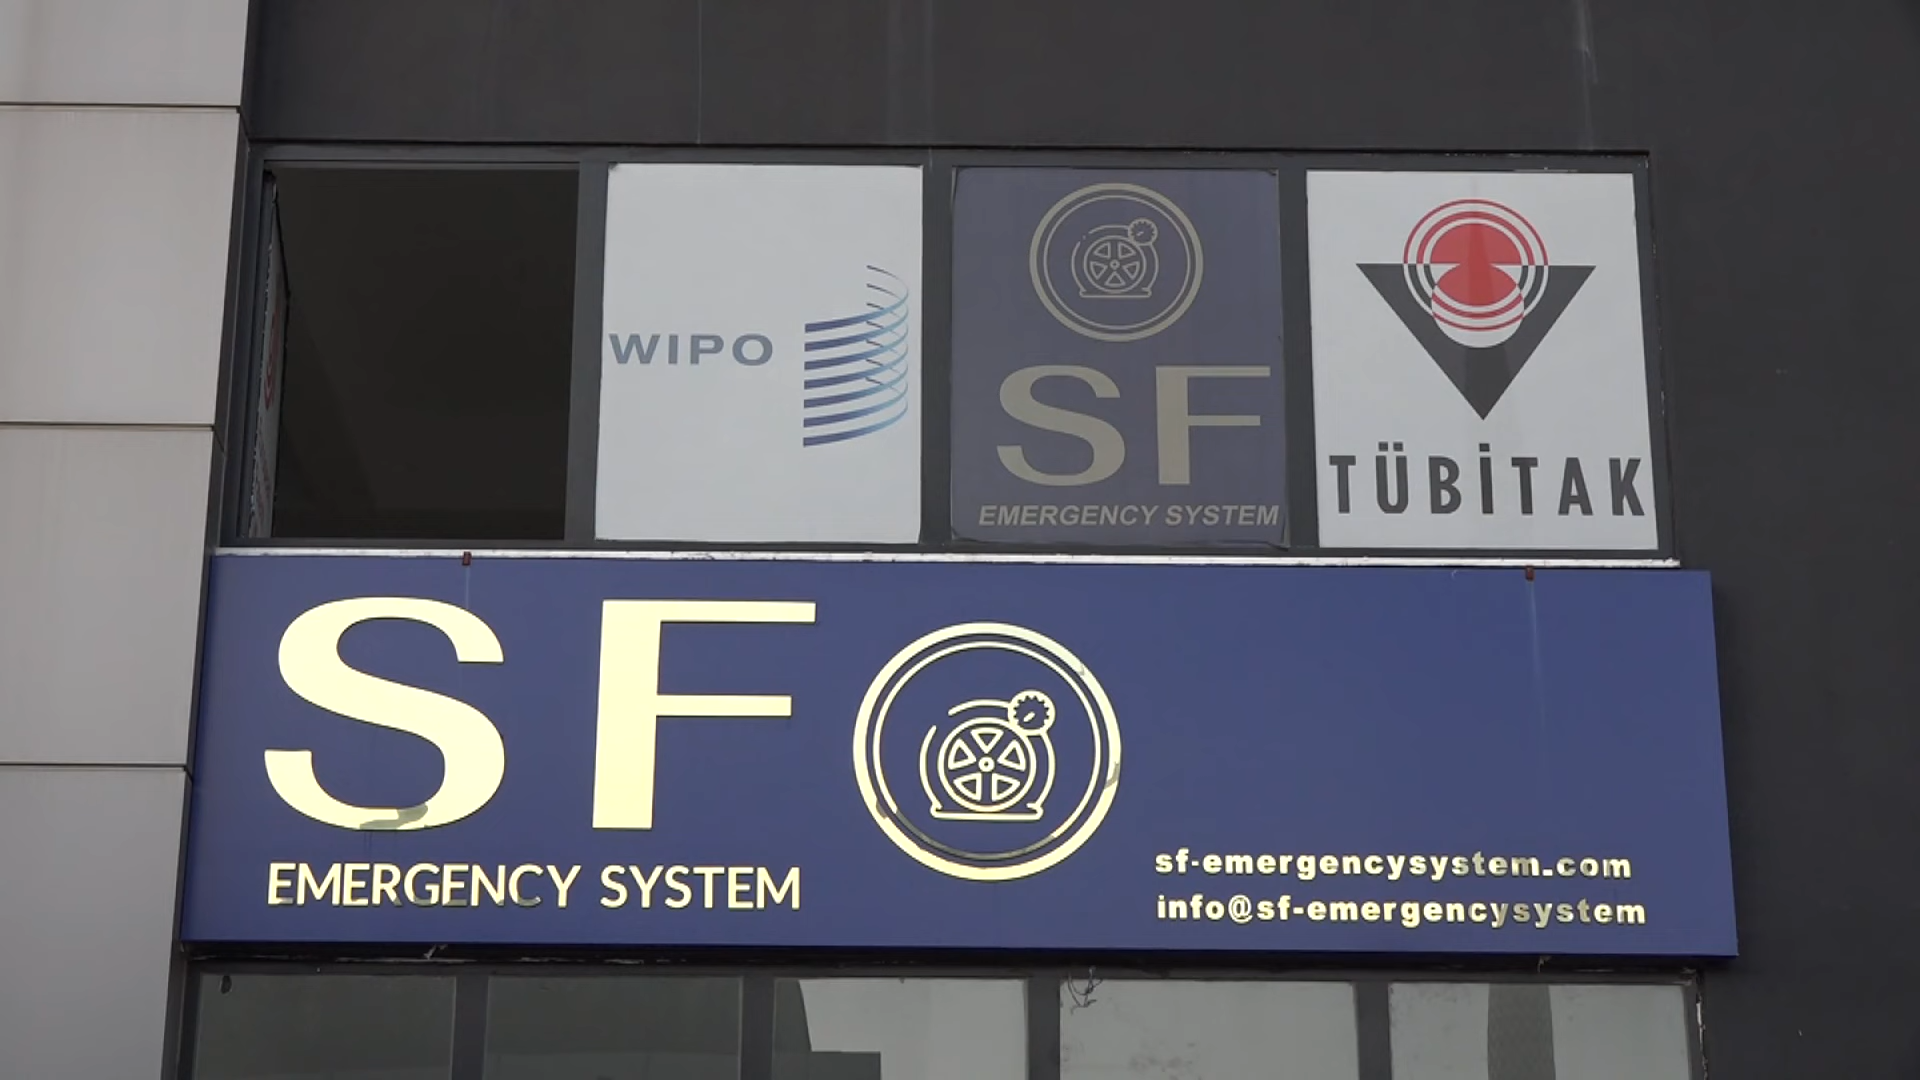 WIPO
SF
EMERGENCY SYSTEM
TÜBİTAK
SF
EMERGENCY SYSTEM
sf-emergencysystem.com
info@sf-emergencysystem